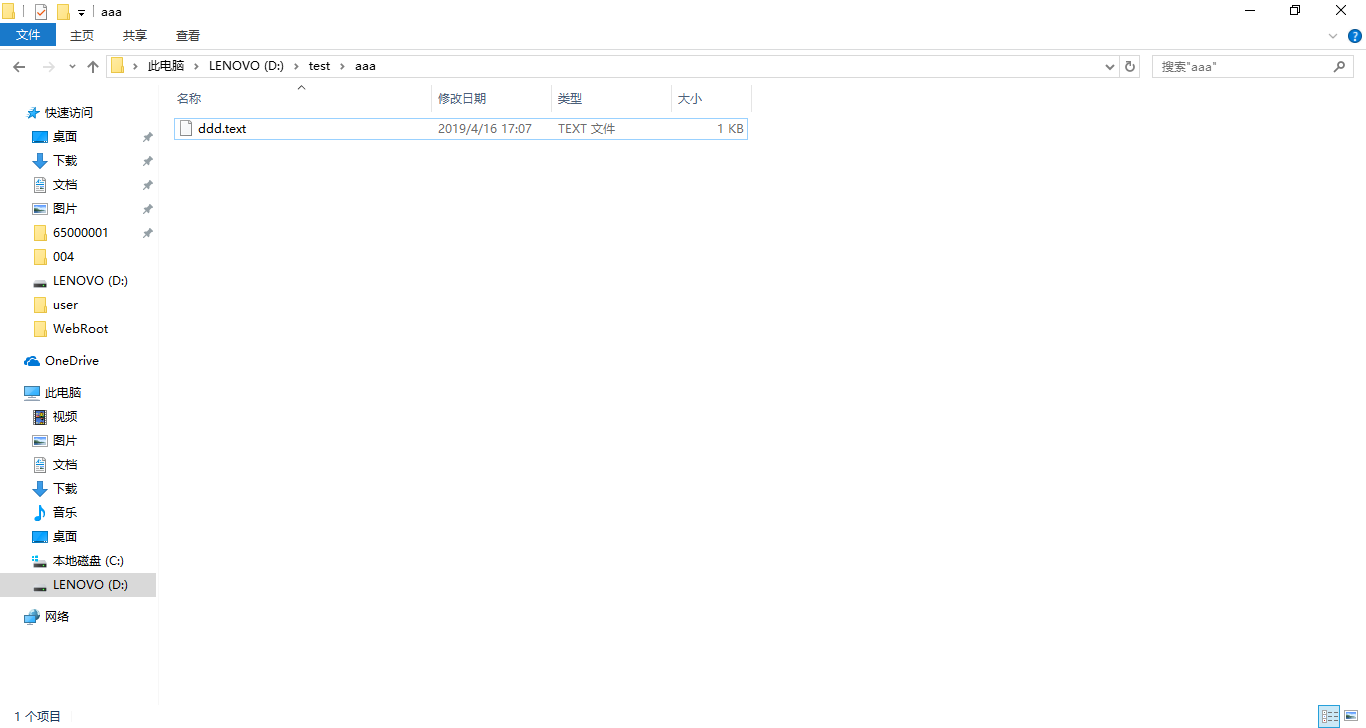 aaa
文件 主页 共享 查看
此电脑 LENOVO (D:) test aaa 搜索"aaa"
名称 修改日期 类型 大小
ddd.text 2019/4/16 17:07 TEXT 文件 1 KB
快速访问
桌面
下载
文档
图片
65000001
004
LENOVO (D:)
user
WebRoot
OneDrive
此电脑
视频
图片
文档
下载
音乐
桌面
本地磁盘 (C:)
LENOVO (D:)
网络
1 个项目